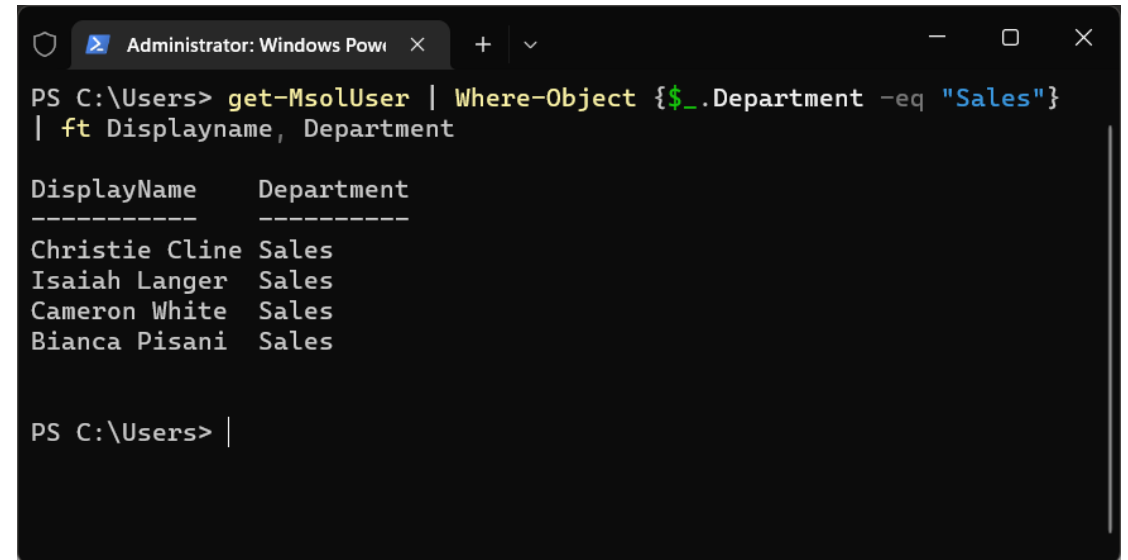 Administrator: Windows Powe
PS C:\Users> get-MsolUser | Where-Object {$_.Department -eq "Sales"}
| ft Displayname, Department
DisplayName    Department
-----------    ----------
Christie Cline Sales
Isaiah Langer  Sales
Cameron White  Sales
Bianca Pisani  Sales
PS C:\Users>